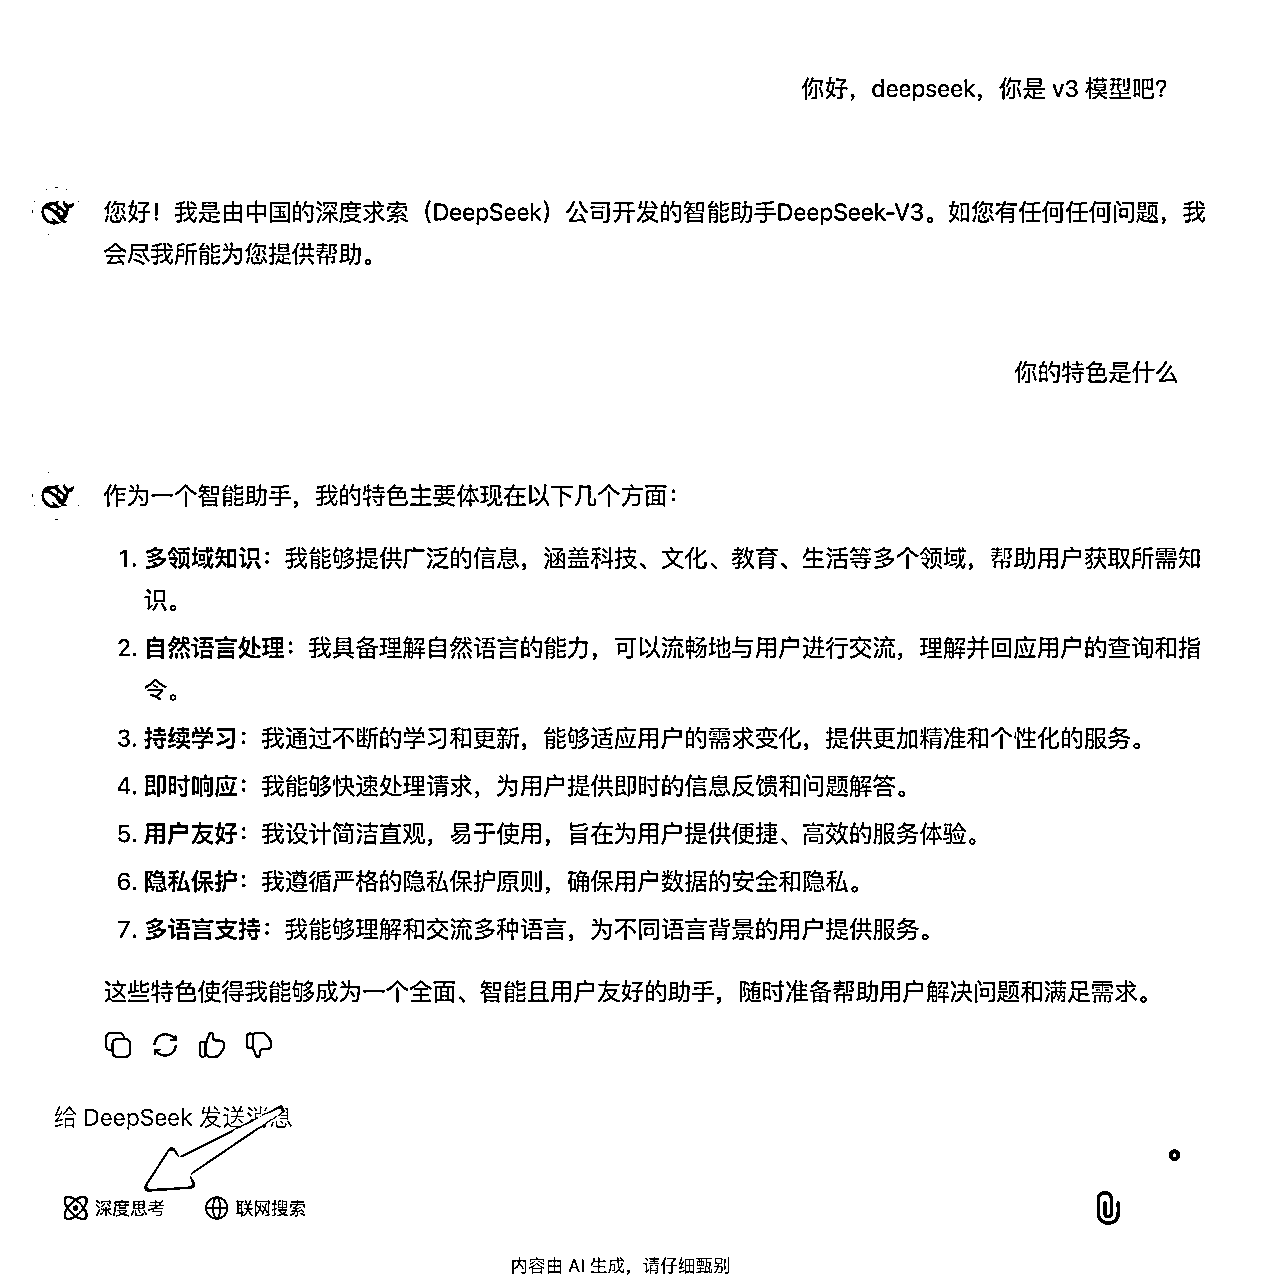 你好，deepseek，你是 v3 模型吧？
您好！我是由中国的深度求索（DeepSeek）公司开发的智能助手DeepSeek-V3。如您有任何任何问题，我
会尽我所能为您提供帮助。
你的特色是什么
作为一个智能助手，我的特色主要体现在以下几个方面：
1. 多领域知识：我能够提供广泛的信息，涵盖科技、文化、教育、生活等多个领域，帮助用户获取所需知
识。
2. 自然语言处理：我具备理解自然语言的能力，可以流畅地与用户进行交流，理解并回应用户的查询和指
令。
3. 持续学习：我通过不断的学习和更新，能够适应用户的需求变化，提供更加精准和个性化的服务。
4. 即时响应：我能够快速处理请求，为用户提供即时的信息反馈和问题解答。
5. 用户友好：我设计简洁直观，易于使用，旨在为用户提供便捷、高效的服务体验。
6. 隐私保护：我遵循严格的隐私保护原则，确保用户数据的安全和隐私。
7. 多语言支持：我能够理解和交流多种语言，为不同语言背景的用户提供服务。
这些特色使得我能够成为一个全面、智能且用户友好的助手，随时准备帮助用户解决问题和满足需求。
给 DeepSeek 发送消息
深度思考 联网搜索
内容由 AI 生成，请仔细甄别